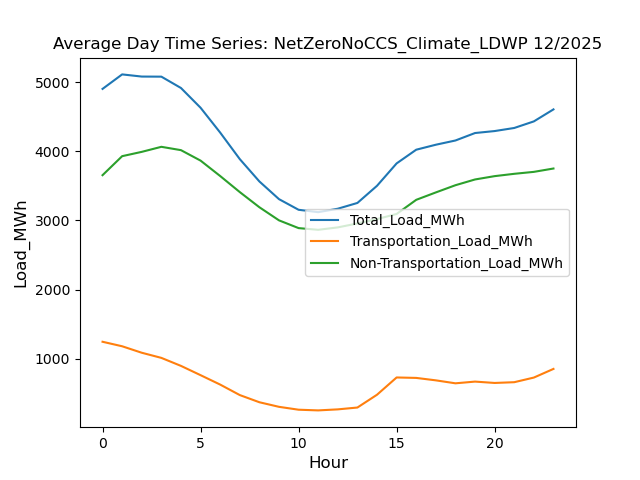 Average Day Time Series: NetZeroNoCCS_Climate_LDWP 12/2025
Load_MWh
5000
4000
3000
2000
1000
Total_Load_MWh
Transportation_Load_MWh
Non-Transportation_Load_MWh
0 5 10 15 20
Hour